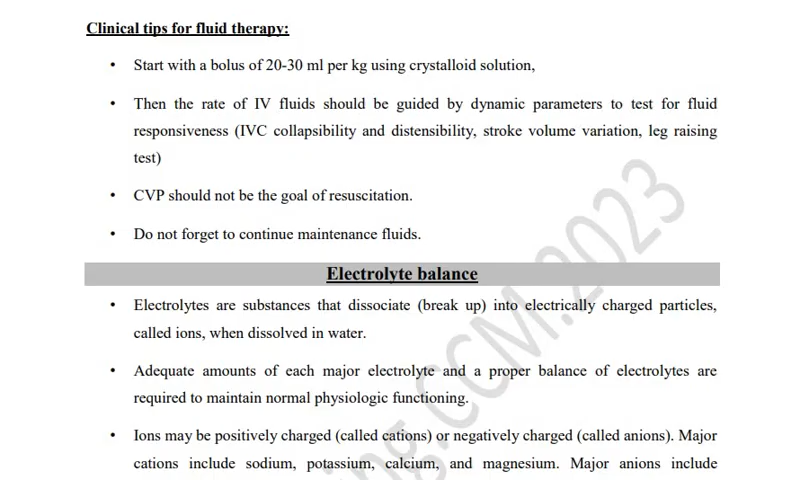 Clinical tips for fluid therapy:
• Start with a bolus of 20-30 ml per kg using crystalloid solution,
• Then the rate of IV fluids should be guided by dynamic parameters to test for fluid
responsiveness (IVC collapsibility and distensibility, stroke volume variation, leg raising
test)
• CVP should not be the goal of resuscitation.
• Do not forget to continue maintenance fluids.
Electrolyte balance
• Electrolytes are substances that dissociate (break up) into electrically charged particles,
called ions, when dissolved in water.
• Adequate amounts of each major electrolyte and a proper balance of electrolytes are
required to maintain normal physiologic functioning.
• Ions may be positively charged (called cations) or negatively charged (called anions). Major
cations include sodium, potassium, calcium, and magnesium. Major anions include
ing.CCM.2023